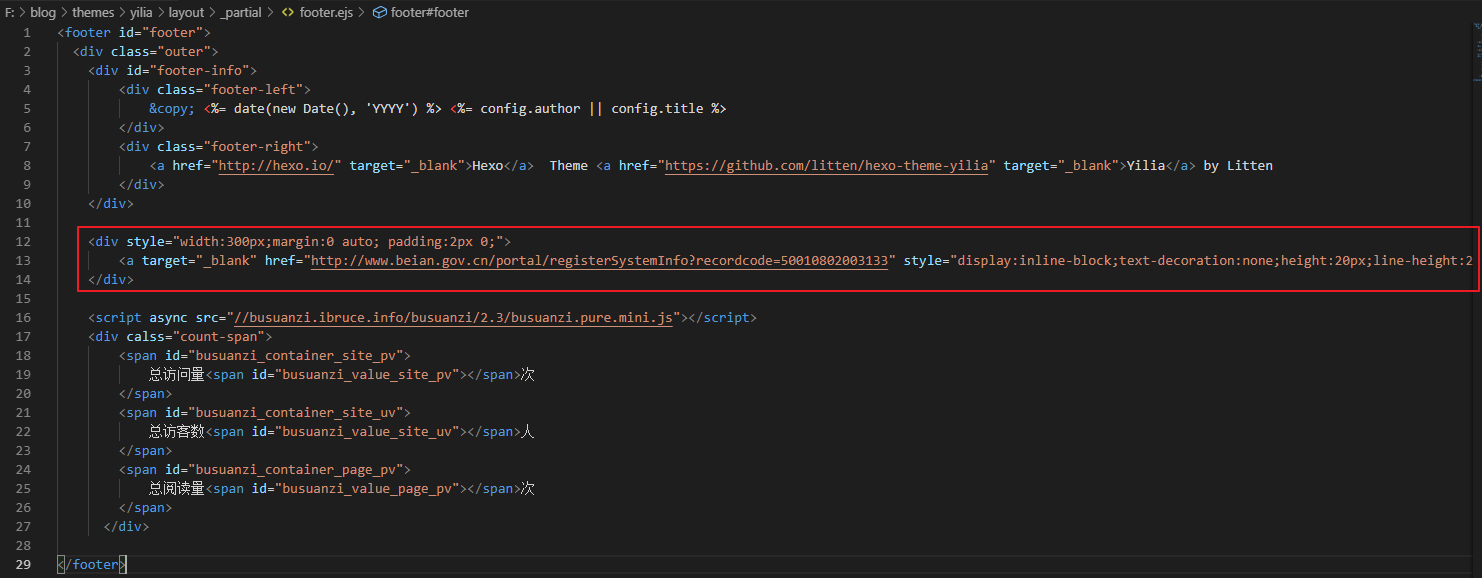 F: > blog > themes > yilia > layout > _partial > <> footer.ejs > footer#footer
1 <footer id="footer">
2 <div class="outer">
3 <div id="footer-info">
4 <div class="footer-left">
5 &copy; <%= date(new Date(), 'YYYY') %> <%= config.author || config.title %>
6 </div>
7 <div class="footer-right">
8 <a href="http://hexo.io/" target="_blank">Hexo</a>  Theme <a href="https://github.com/litten/hexo-theme-yilia" target="_blank">Yilia</a> by Litten
9 </div>
10 </div>
11
12 <div style="width:300px;margin:0 auto; padding:2px 0;">
13 <a target="_blank" href="http://www.beian.gov.cn/portal/registerSystemInfo?recordcode=50010802003133" style="display:inline-block;text-decoration:none;height:20px;line-height:2
14 </div>
15
16 <script async src="//busuanzi.ibruce.info/busuanzi/2.3/busuanzi.pure.mini.js"></script>
17 <div calss="count-span">
18 <span id="busuanzi_container_site_pv">
19 总访问量<span id="busuanzi_value_site_pv"></span>次
20 </span>
21 <span id="busuanzi_container_site_uv">
22 总访客数<span id="busuanzi_value_site_uv"></span>人
23 </span>
24 <span id="busuanzi_container_page_pv">
25 总阅读量<span id="busuanzi_value_page_pv"></span>次
26 </span>
27 </div>
28
29 </footer>